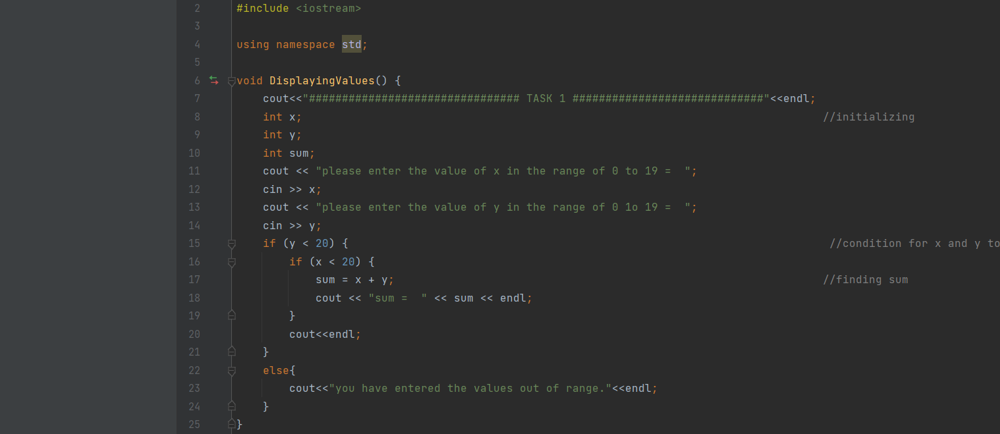 2 #include <iostream>
3
4 using namespace std;
5
6 void DisplayingValues() {
7 cout<<"################################ TASK 1 #############################"<<endl;
8 int x; //initializing
9 int y;
10 int sum;
11 cout << "please enter the value of x in the range of 0 to 19 =  ";
12 cin >> x;
13 cout << "please enter the value of y in the range of 0 1o 19 =  ";
14 cin >> y;
15 if (y < 20) { //condition for x and y to
16 if (x < 20) {
17 sum = x + y; //finding sum
18 cout << "sum =  " << sum << endl;
19 }
20 cout<<endl;
21 }
22 else{
23 cout<<"you have entered the values out of range."<<endl;
24 }
25 }